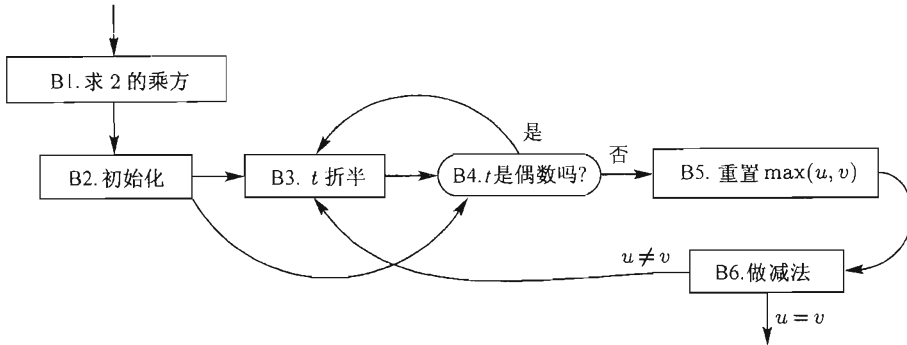 B1.求 2 的乘方
是
否
B2.初始化
B3. t 折半
B4.t是偶数吗?
B5. 重置 max(u, v)
u ≠ v
B6.做减法
u = v